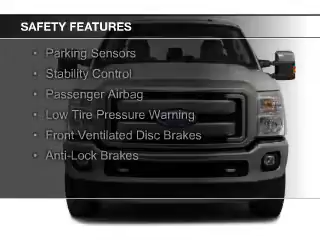 SAFETY FEATURES
• Parking Sensors
• Stability Control
• Passenger Airbag
• Low Tire Pressure Warning
• Front Ventilated Disc Brakes
• Anti-Lock Brakes